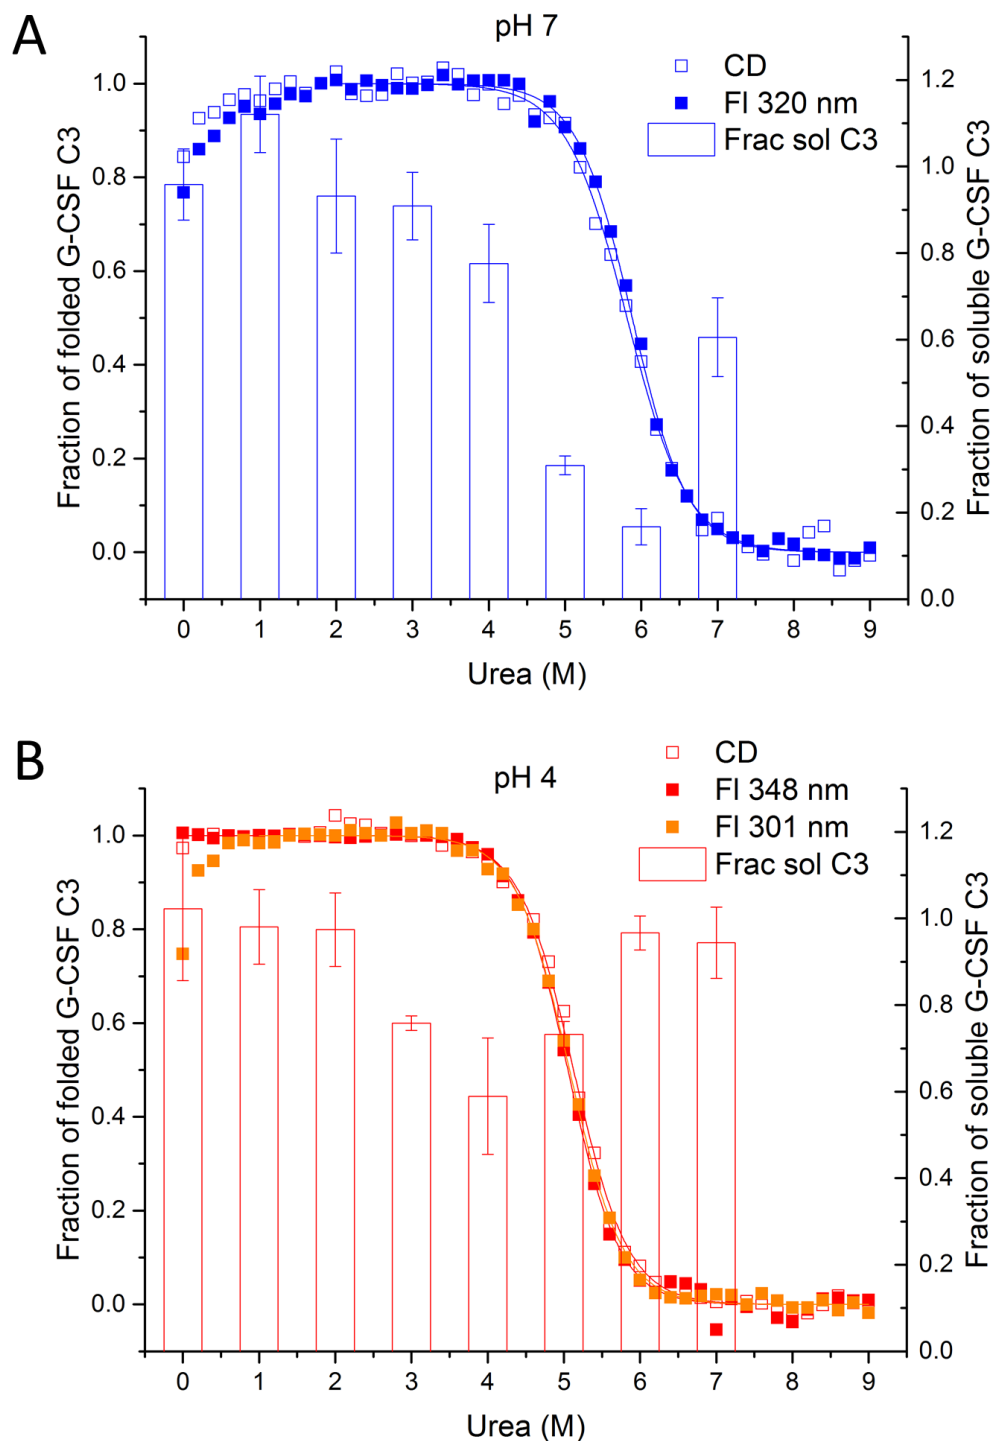 A
pH 7
CD
Fl 320 nm
Frac sol C3
Fraction of folded G-CSF C3
1.0
0.8
0.6
0.4
0.2
0.0
Fraction of soluble G-CSF C3
1.2
1.0
0.8
0.6
0.4
0.2
0.0
0 1 2 3 4 5 6 7 8 9
Urea (M)
B
pH 4
CD
Fl 348 nm
Fl 301 nm
Frac sol C3
Fraction of folded G-CSF C3
1.0
0.8
0.6
0.4
0.2
0.0
Fraction of soluble G-CSF C3
1.2
1.0
0.8
0.6
0.4
0.2
0.0
0 1 2 3 4 5 6 7 8 9
Urea (M)